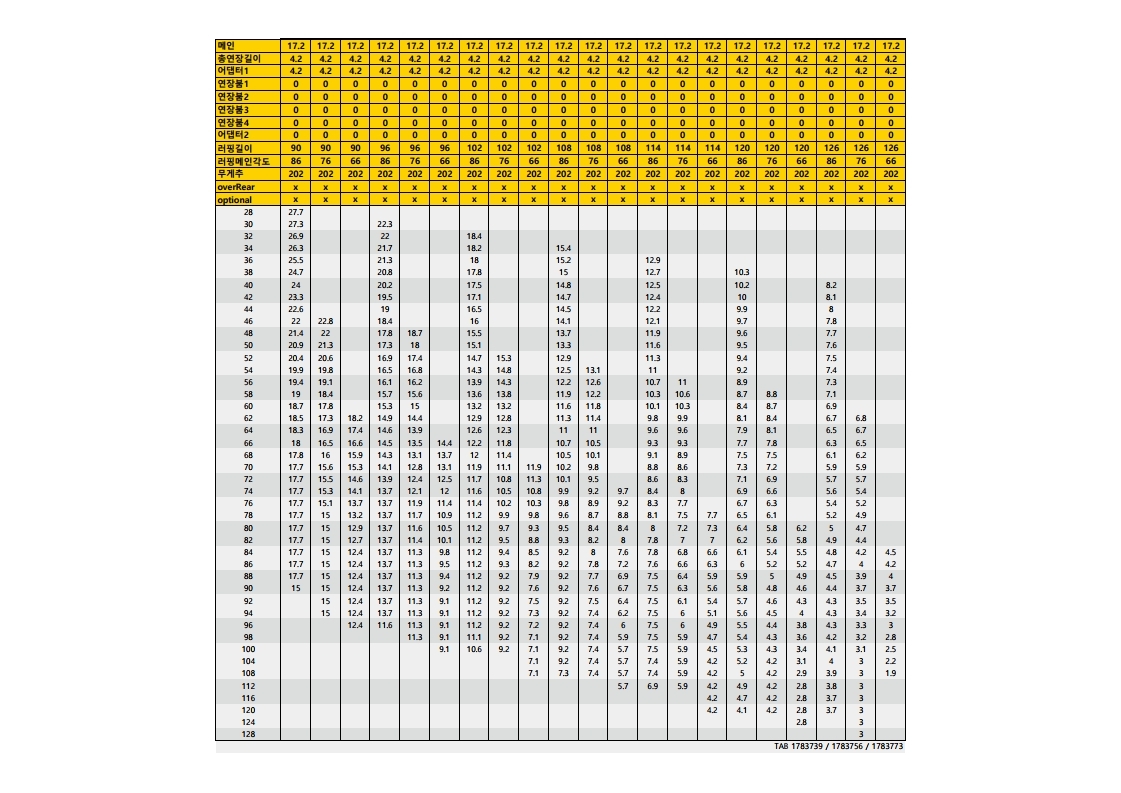 메인 17.2 17.2 17.2 17.2 17.2 17.2 17.2 17.2 17.2 17.2 17.2 17.2 17.2 17.2 17.2 17.2 17.2 17.2 17.2 17.2 17.2
총연장길이 4.2 4.2 4.2 4.2 4.2 4.2 4.2 4.2 4.2 4.2 4.2 4.2 4.2 4.2 4.2 4.2 4.2 4.2 4.2 4.2 4.2
어댑터1 4.2 4.2 4.2 4.2 4.2 4.2 4.2 4.2 4.2 4.2 4.2 4.2 4.2 4.2 4.2 4.2 4.2 4.2 4.2 4.2 4.2
연장붐1 0 0 0 0 0 0 0 0 0 0 0 0 0 0 0 0 0 0 0 0 0
연장붐2 0 0 0 0 0 0 0 0 0 0 0 0 0 0 0 0 0 0 0 0 0
연장붐3 0 0 0 0 0 0 0 0 0 0 0 0 0 0 0 0 0 0 0 0 0
연장붐4 0 0 0 0 0 0 0 0 0 0 0 0 0 0 0 0 0 0 0 0 0
어댑터2 0 0 0 0 0 0 0 0 0 0 0 0 0 0 0 0 0 0 0 0 0
러핑길이 90 90 90 96 96 96 102 102 102 108 108 108 114 114 114 120 120 120 126 126 126
러핑메인각도 86 76 66 86 76 66 86 76 66 86 76 66 86 76 66 86 76 66 86 76 66
무게추 202 202 202 202 202 202 202 202 202 202 202 202 202 202 202 202 202 202 202 202 202
overRear x x x x x x x x x x x x x x x x x x x x x
optional x x x x x x x x x x x x x x x x x x x x x
28 27.7
30 27.3 22.3
32 26.9 22 18.4
34 26.3 21.7 18.2 15.4
36 25.5 21.3 18 15.2 12.9
38 24.7 20.8 17.8 15 12.7 10.3
40 24 20.2 17.5 14.8 12.5 10.2 8.2
42 23.3 19.5 17.1 14.7 12.4 10 8.1
44 22.6 19 16.5 14.5 12.2 9.9 8
46 22 22.8 18.4 16 14.1 12.1 9.7 7.8
48 21.4 22 17.8 18.7 15.5 13.7 11.9 9.6 7.7
50 20.9 21.3 17.3 18 15.1 13.3 11.6 9.5 7.6
52 20.4 20.6 16.9 17.4 14.7 15.3 12.9 11.3 9.4 7.5
54 19.9 19.8 16.5 16.8 14.3 14.8 12.5 13.1 11 9.2 7.4
56 19.4 19.1 16.1 16.2 13.9 14.3 12.2 12.6 10.7 11 8.9 7.3
58 19 18.4 15.7 15.6 13.6 13.8 11.9 12.2 10.3 10.6 8.7 8.8 7.1
60 18.7 17.8 15.3 15 13.2 13.2 11.6 11.8 10.1 10.3 8.4 8.7 6.9
62 18.5 17.3 18.2 14.9 14.4 12.9 12.8 11.3 11.4 9.8 9.9 8.1 8.4 6.7 6.8
64 18.3 16.9 17.4 14.6 13.9 12.6 12.3 11 11 9.6 9.6 7.9 8.1 6.5 6.7
66 18 16.5 16.6 14.5 13.5 14.4 12.2 11.8 10.7 10.5 9.3 9.3 7.7 7.8 6.3 6.5
68 17.8 16 15.9 14.3 13.1 13.7 12 11.4 10.5 10.1 9.1 8.9 7.5 7.5 6.1 6.2
70 17.7 15.6 15.3 14.1 12.8 13.1 11.9 11.1 11.9 10.2 9.8 8.8 8.6 7.3 7.2 5.9 5.9
72 17.7 15.5 14.6 13.9 12.4 12.5 11.7 10.8 11.3 10.1 9.5 8.6 8.3 7.1 6.9 5.7 5.7
74 17.7 15.3 14.1 13.7 12.1 12 11.6 10.5 10.8 9.9 9.2 9.7 8.4 8 6.9 6.6 5.6 5.4
76 17.7 15.1 13.7 13.7 11.9 11.4 11.4 10.2 10.3 9.8 8.9 9.2 8.3 7.7 6.7 6.3 5.4 5.2
78 17.7 15 13.2 13.7 11.7 10.9 11.2 9.9 9.8 9.6 8.7 8.8 8.1 7.5 7.7 6.5 6.1 5.2 4.9
80 17.7 15 12.9 13.7 11.6 10.5 11.2 9.7 9.3 9.5 8.4 8.4 8 7.2 7.3 6.4 5.8 6.2 5 4.7
82 17.7 15 12.7 13.7 11.4 10.1 11.2 9.5 8.8 9.3 8.2 8 7.8 7 7 6.2 5.6 5.8 4.9 4.4
84 17.7 15 12.4 13.7 11.3 9.8 11.2 9.4 8.5 9.2 8 7.6 7.8 6.8 6.6 6.1 5.4 5.5 4.8 4.2 4.5
86 17.7 15 12.4 13.7 11.3 9.5 11.2 9.3 8.2 9.2 7.8 7.2 7.6 6.6 6.3 6 5.2 5.2 4.7 4 4.2
88 17.7 15 12.4 13.7 11.3 9.4 11.2 9.2 7.9 9.2 7.7 6.9 7.5 6.4 5.9 5.9 5 4.9 4.5 3.9 4
90 15 15 12.4 13.7 11.3 9.2 11.2 9.2 7.6 9.2 7.5 6.7 7.5 6.3 5.6 5.8 4.8 4.6 4.4 3.7 3.7
92 15 12.4 13.7 11.3 9.1 11.2 9.2 7.5 9.2 7.5 6.4 7.5 6.1 5.4 5.7 4.6 4.3 4.3 3.5 3.5
94 15 12.4 13.7 11.3 9.1 11.2 9.2 7.3 9.2 7.4 6.2 7.5 6 5.1 5.6 4.5 4 4.3 3.4 3.2
96 12.4 11.6 11.3 9.1 11.2 9.2 7.2 9.2 7.4 6 7.5 6 4.9 5.5 4.4 3.8 4.3 3.3 3
98 11.3 9.1 11.1 9.2 7.1 9.2 7.4 5.9 7.5 5.9 4.7 5.4 4.3 3.6 4.2 3.2 2.8
100 9.1 10.6 9.2 7.1 9.2 7.4 5.7 7.5 5.9 4.5 5.3 4.3 3.4 4.1 3.1 2.5
104 7.1 9.2 7.4 5.7 7.4 5.9 4.2 5.2 4.2 3.1 4 3 2.2
108 7.1 7.3 7.4 5.7 7.4 5.9 4.2 5 4.2 2.9 3.9 3 1.9
112 5.7 6.9 5.9 4.2 4.9 4.2 2.8 3.8 3
116 4.2 4.7 4.2 2.8 3.7 3
120 4.2 4.1 4.2 2.8 3.7 3
124 2.8 3
128 3
TAB 1783739 / 1783756 / 1783773